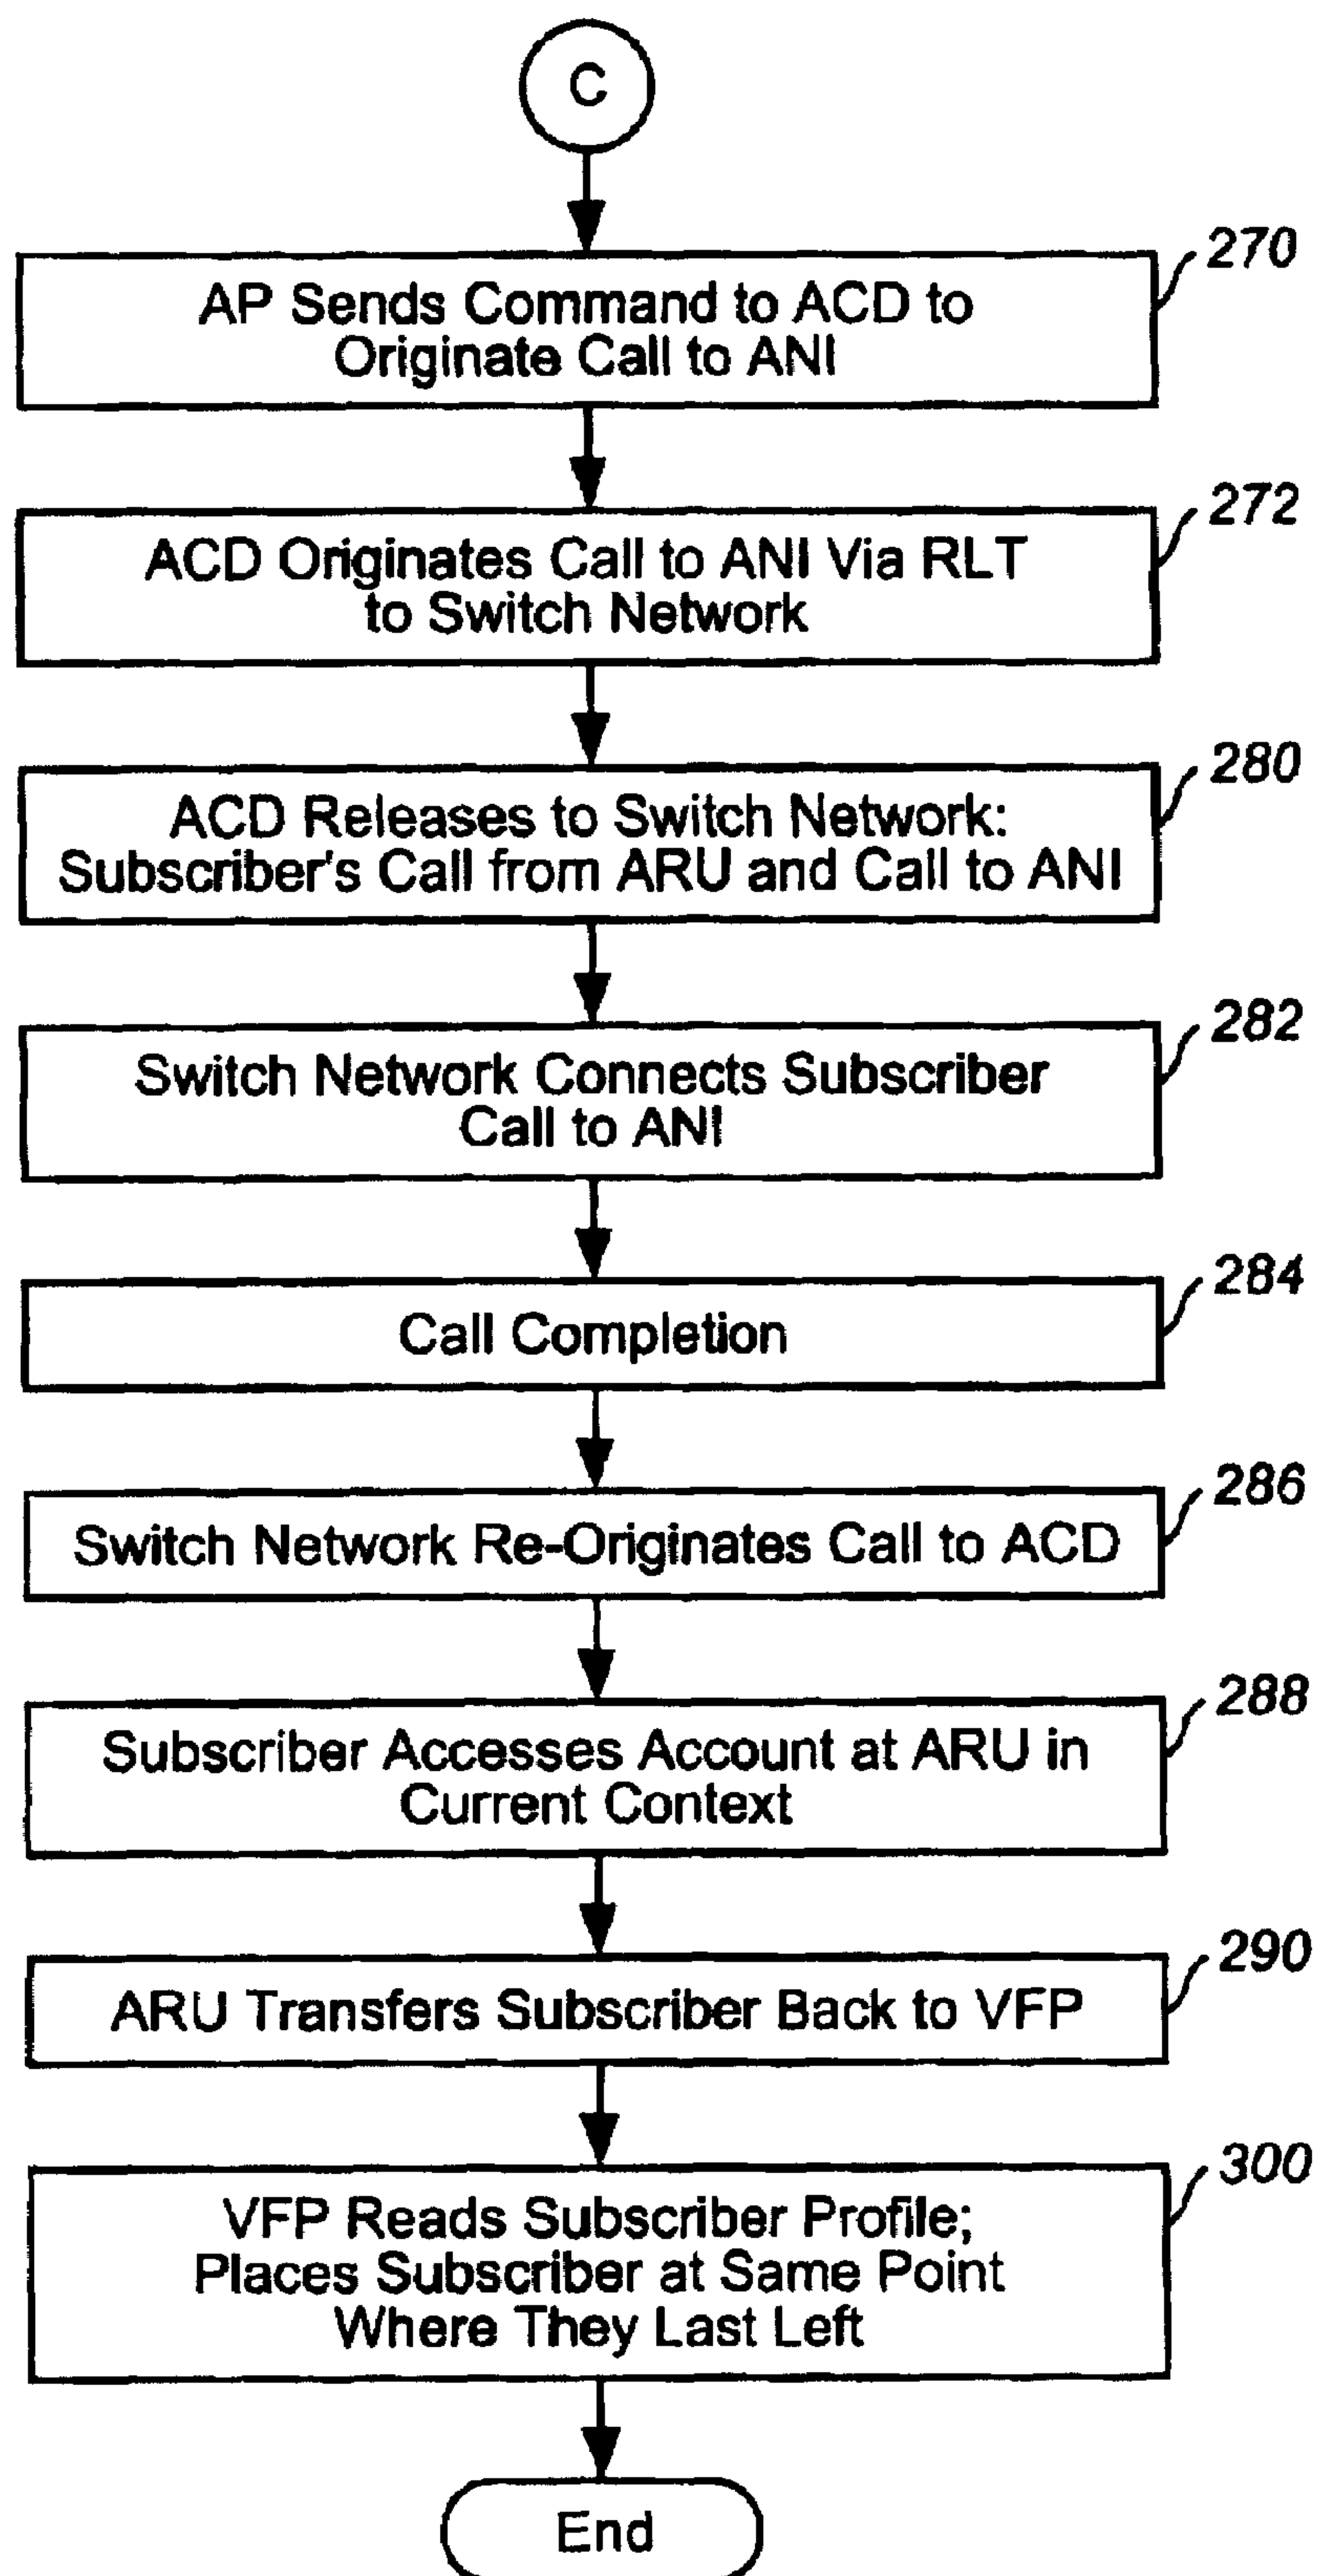 C
270
AP Sends Command to ACD to
Originate Call to ANI
272
ACD Originates Call to ANI Via RLT
to Switch Network
280
ACD Releases to Switch Network:
Subscriber's Call from ARU and Call to ANI
282
Switch Network Connects Subscriber
Call to ANI
284
Call Completion
286
Switch Network Re-Originates Call to ACD
288
Subscriber Accesses Account at ARU in
Current Context
290
ARU Transfers Subscriber Back to VFP
300
VFP Reads Subscriber Profile;
Places Subscriber at Same Point
Where They Last Left
End